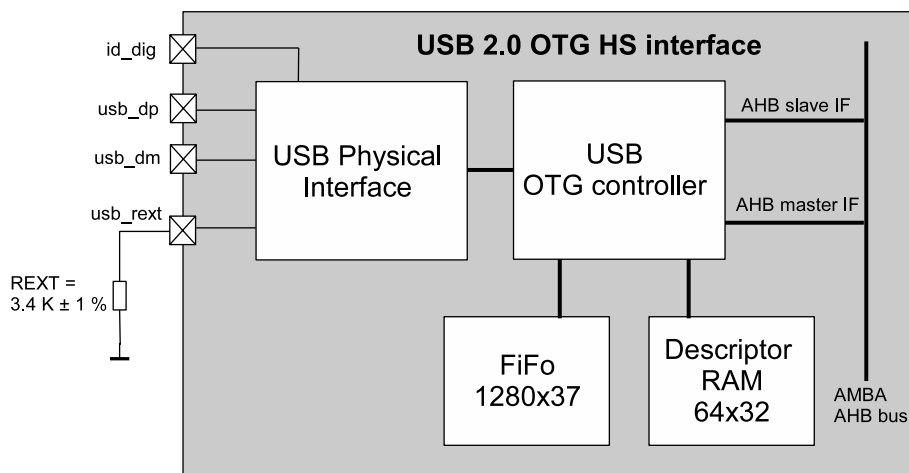 USB 2.0 OTG HS interface
id_dig
usb_dp
usb_dm
usb_rext
REXT =
3.4 K ± 1 %
USB Physical
Interface
USB
OTG controller
AHB slave IF
AHB master IF
FiFo
1280x37
Descriptor
RAM
64x32
AMBA
AHB bus